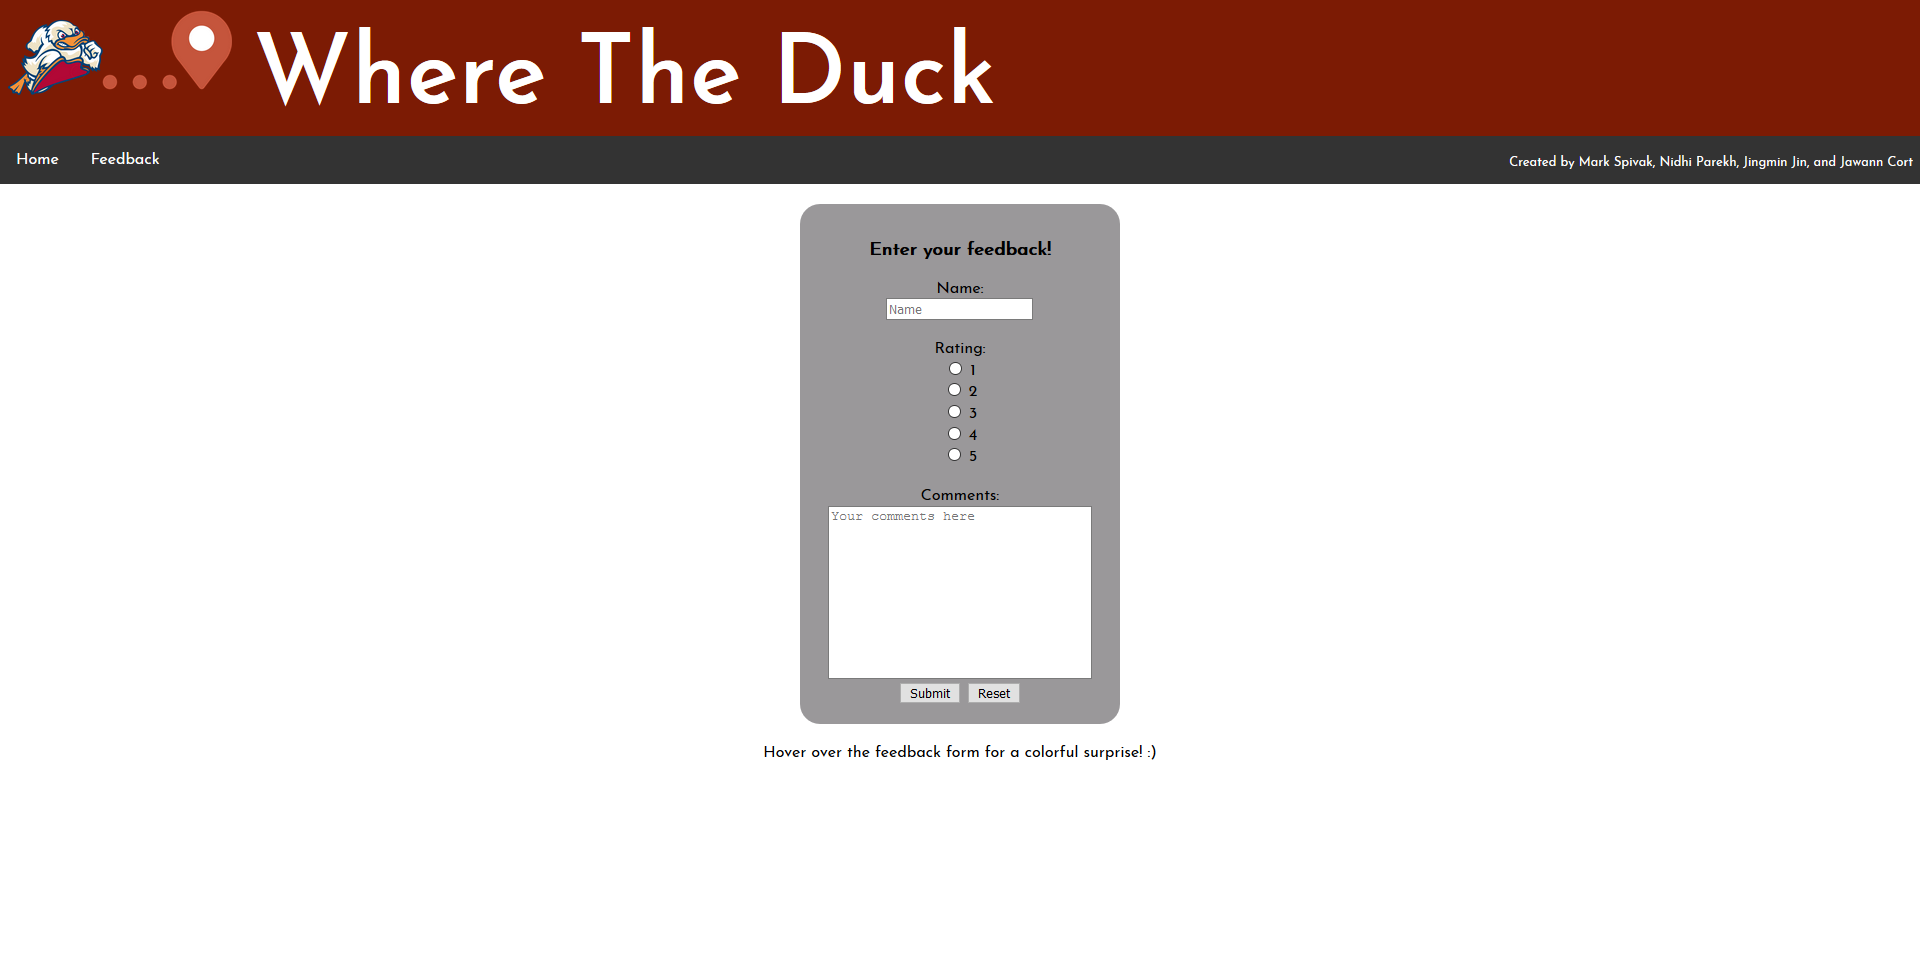 Where The Duck
Home
Feedback
Created by Mark Spivak, Nidhi Parekh, Jingmin Jin, and Jawann Cort
Enter your feedback!
Name:
Name
Rating:
1
2
3
4
5
Comments:
Your comments here
Submit
Reset
Hover over the feedback form for a colorful surprise! :)